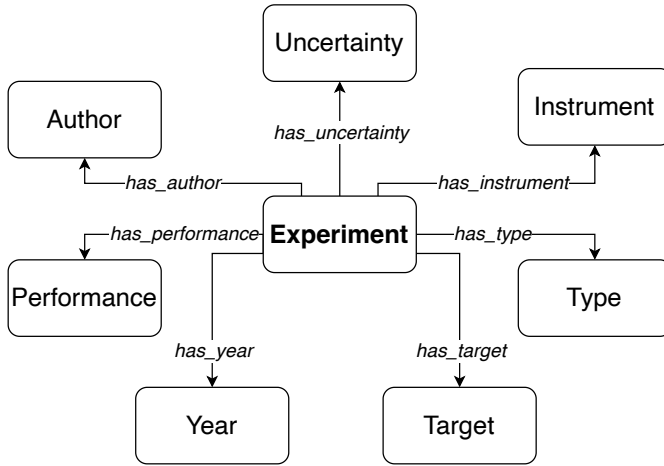 Uncertainty
Author
Instrument
has_uncertainty
has_author
has_instrument
Experiment
has_performance
has_type
Performance
Type
has_year
has_target
Year
Target